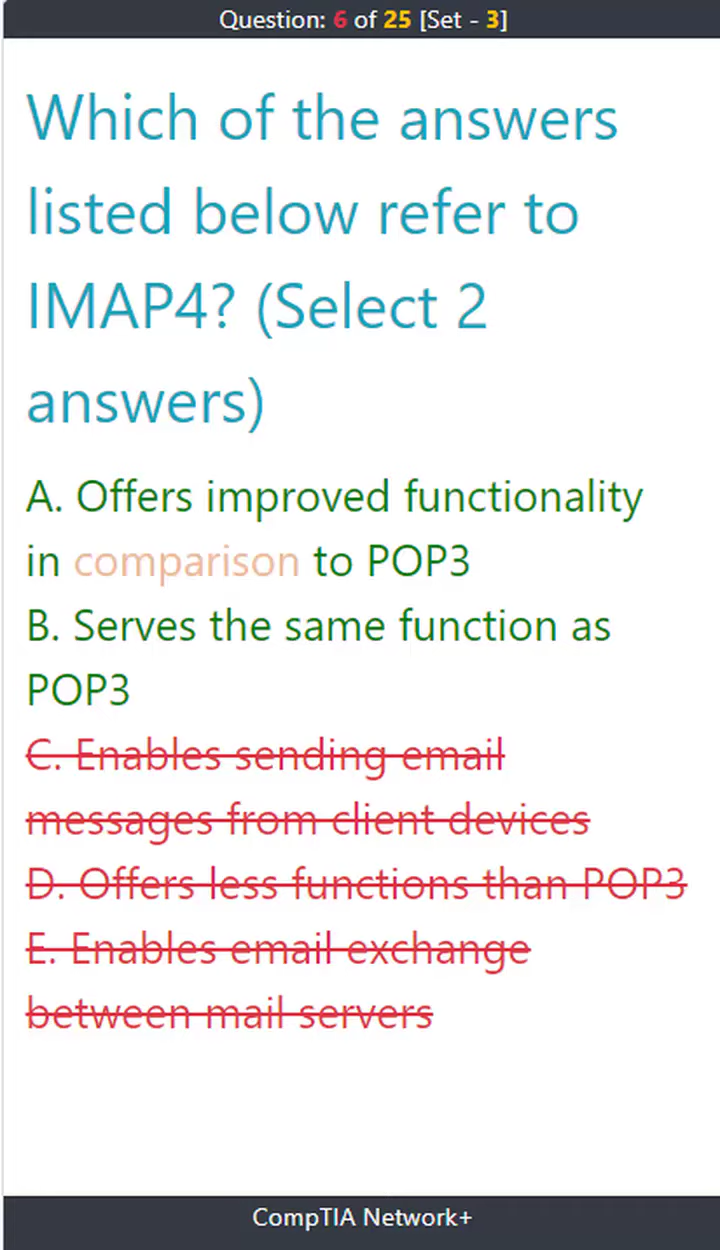 Question: 6 of 25 [Set - 3]
Which of the answers
listed below refer to
IMAP4? (Select 2
answers)
A. Offers improved functionality
in comparison to POP3
B. Serves the same function as
POP3
C. Enables sending email
messages from client devices
D. Offers less functions than POP3
E. Enables email exchange
between mail servers
CompTIA Network+